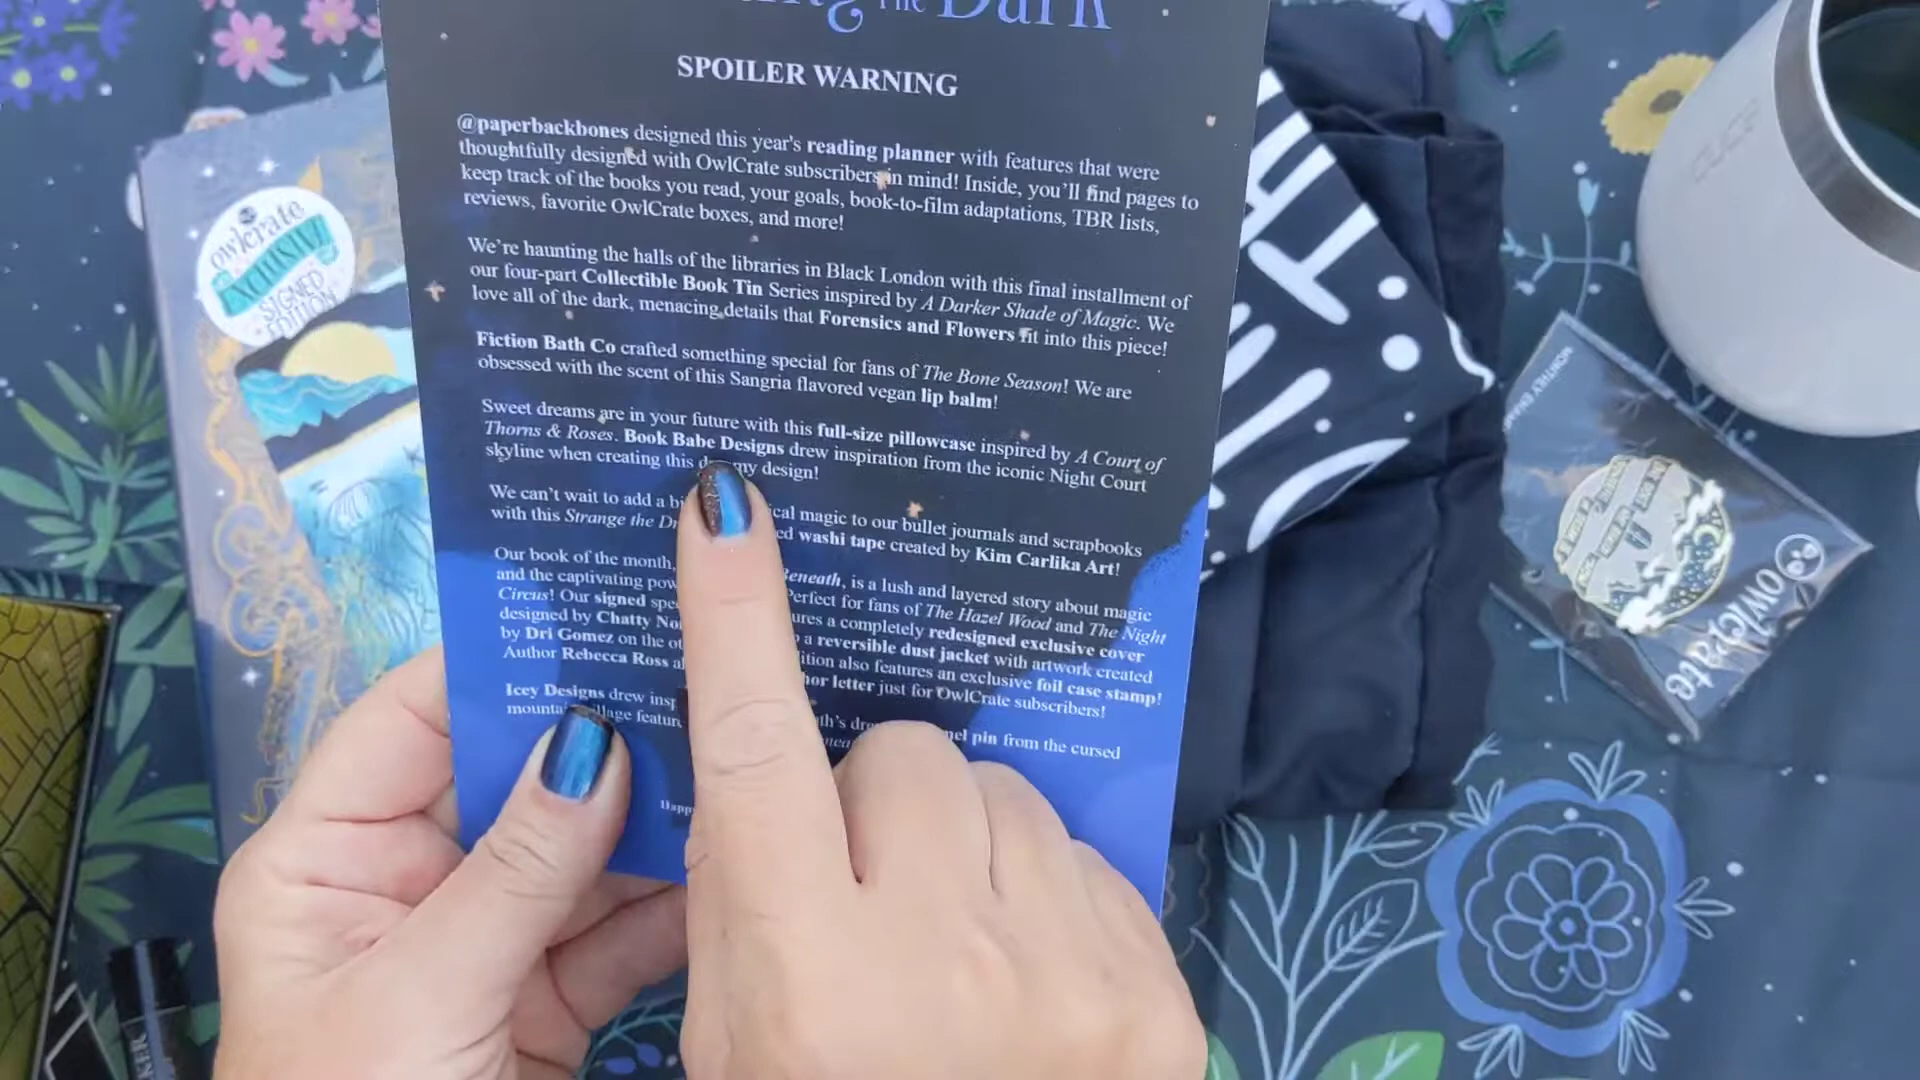 The Dark
SPOILER WARNING
@paperbackbones designed this year's reading planner with features that were
thoughtfully designed with OwlCrate subscribers in mind! Inside, you'll find pages to
keep track of the books you read, your goals, book-to-film adaptations, TBR lists,
reviews, favorite OwlCrate boxes, and more!
We're haunting the halls of the libraries in Black London with this final installment of
our four-part Collectible Book Tin Series inspired by A Darker Shade of Magic. We
love all of the dark, menacing details that Forensics and Flowers fit into this piece!
Fiction Bath Co crafted something special for fans of The Bone Season! We are
obsessed with the scent of this Sangria flavored vegan lip balm!
Sweet dreams are in your future with this full-size pillowcase inspired by A Court of
Thorns & Roses. Book Babe Designs drew inspiration from the iconic Night Court
skyline when creating this design!
We can't wait to add a magic to our bullet journals and scrapbooks
with this Strange the washi tape created by Kim Carlika Art!
Our book of the month, Beneath, is a lush and layered story about magic
and the captivating Perfect for fans of The Hazel Wood and The Night
Circus! Our signed a completely redesigned exclusive cover
designed by Chatty a reversible dust jacket with artwork created
by Dri Gomez on the also features an exclusive foil case stamp!
Author Rebecca Ross letter just for OwlCrate subscribers!
Icey Designs drew pin from the cursed
owlcrate
EXCLUSIVE
SIGNED
EDITION
owlcrate